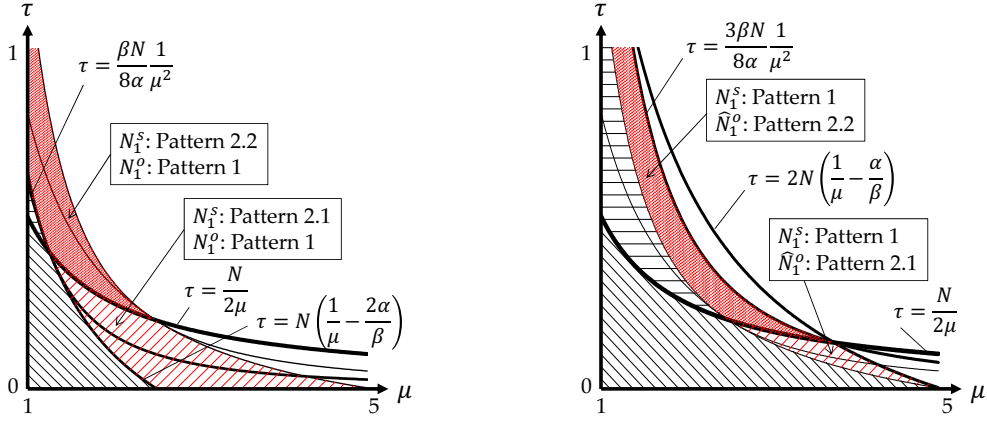 τ
1
τ = βN/8α 1/μ²
N₁ˢ: Pattern 2.2
N₁ᵒ: Pattern 1
N₁ˢ: Pattern 2.1
N₁ᵒ: Pattern 1
τ = N/2μ
τ = N(1/μ − 2α/β)
0
1
5
μ
τ
1
τ = 3βN/8α 1/μ²
N₁ˢ: Pattern 1
N̂₁ᵒ: Pattern 2.2
τ = 2N(1/μ − α/β)
N₁ˢ: Pattern 1
N̂₁ᵒ: Pattern 2.1
τ = N/2μ
0
1
5
μ